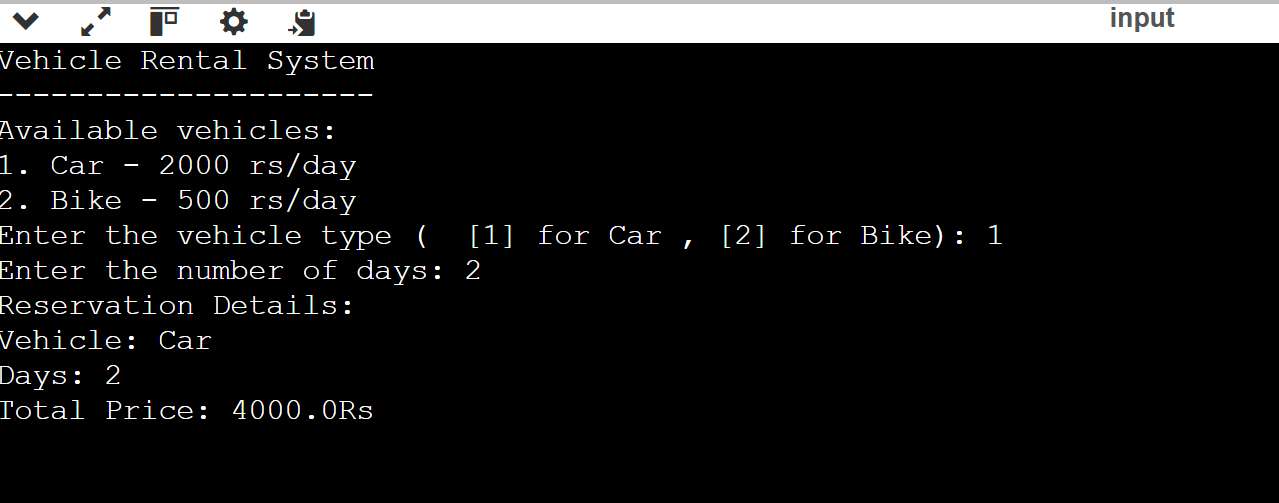 input
Vehicle Rental System
---------------------
Available vehicles:
1. Car - 2000 rs/day
2. Bike - 500 rs/day
Enter the vehicle type (  [1] for Car , [2] for Bike): 1
Enter the number of days: 2
Reservation Details:
Vehicle: Car
Days: 2
Total Price: 4000.0Rs